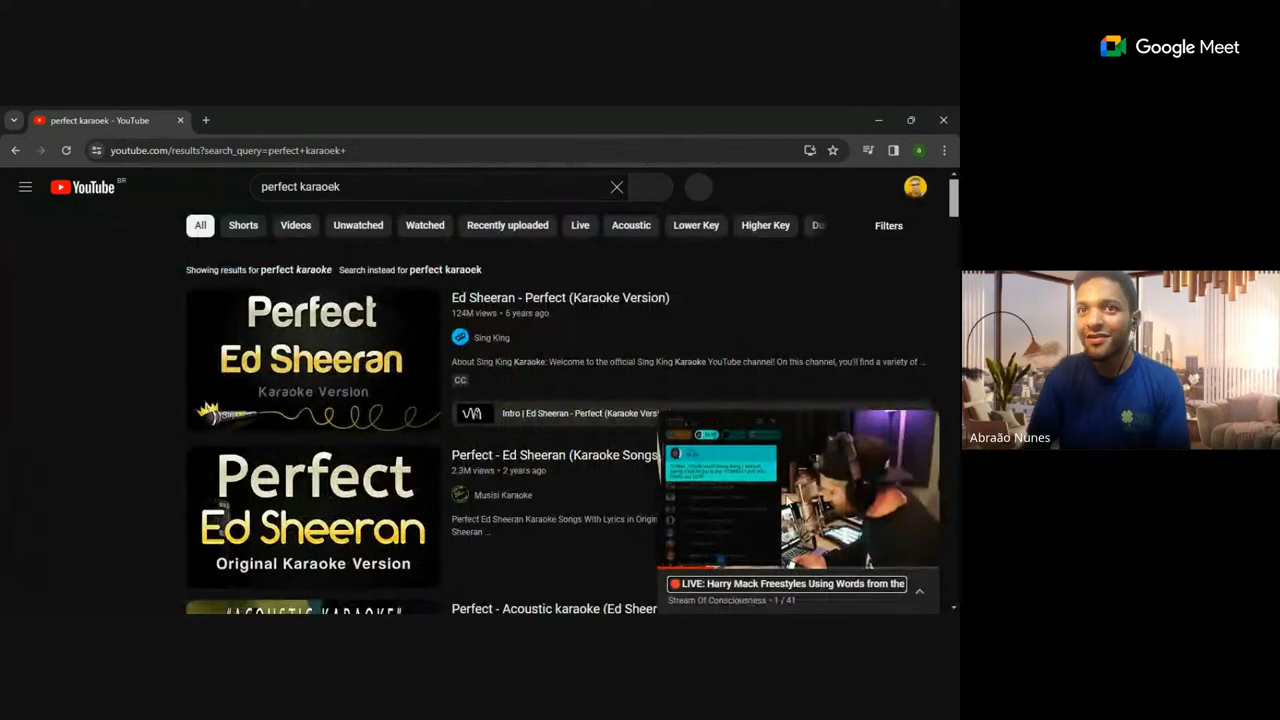 Google Meet
perfect karaoek - YouTube
youtube.com/results?search_query=perfect+karaoek+
a
YouTube BR
perfect karaoek
All
Shorts
Videos
Unwatched
Watched
Recently uploaded
Live
Acoustic
Lower Key
Higher Key
Du
Filters
Showing results for perfect karaoke Search instead for perfect karaoek
Perfect
Ed Sheeran
Karaoke Version
Ed Sheeran - Perfect (Karaoke Version)
124M views • 6 years ago
Sing King
About Sing King Karaoke: Welcome to the official Sing King Karaoke YouTube channel! On this channel, you'll find a variety of ...
CC
Intro | Ed Sheeran - Perfect (Karaoke Vers
Perfect
Ed Sheeran
Original Karaoke Version
Perfect - Ed Sheeran (Karaoke Songs
2.3M views • 2 years ago
Musisi Karaoke
Perfect Ed Sheeran Karaoke Songs With Lyrics in Origin
Sheeran ...
LIVE: Harry Mack Freestyles Using Words from the
Stream Of Consciousness • 1 / 41
"ACOUSTIC KARAOKE"
Perfect - Acoustic karaoke (Ed Sheer
Abraão Nunes